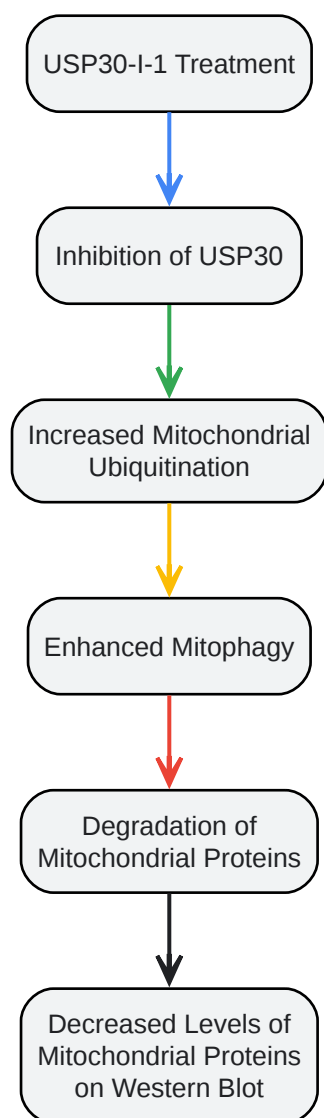 USP30-I-1 Treatment
Inhibition of USP30
Increased Mitochondrial
Ubiquitination
Enhanced Mitophagy
Degradation of
Mitochondrial Proteins
Decreased Levels of
Mitochondrial Proteins
on Western Blot